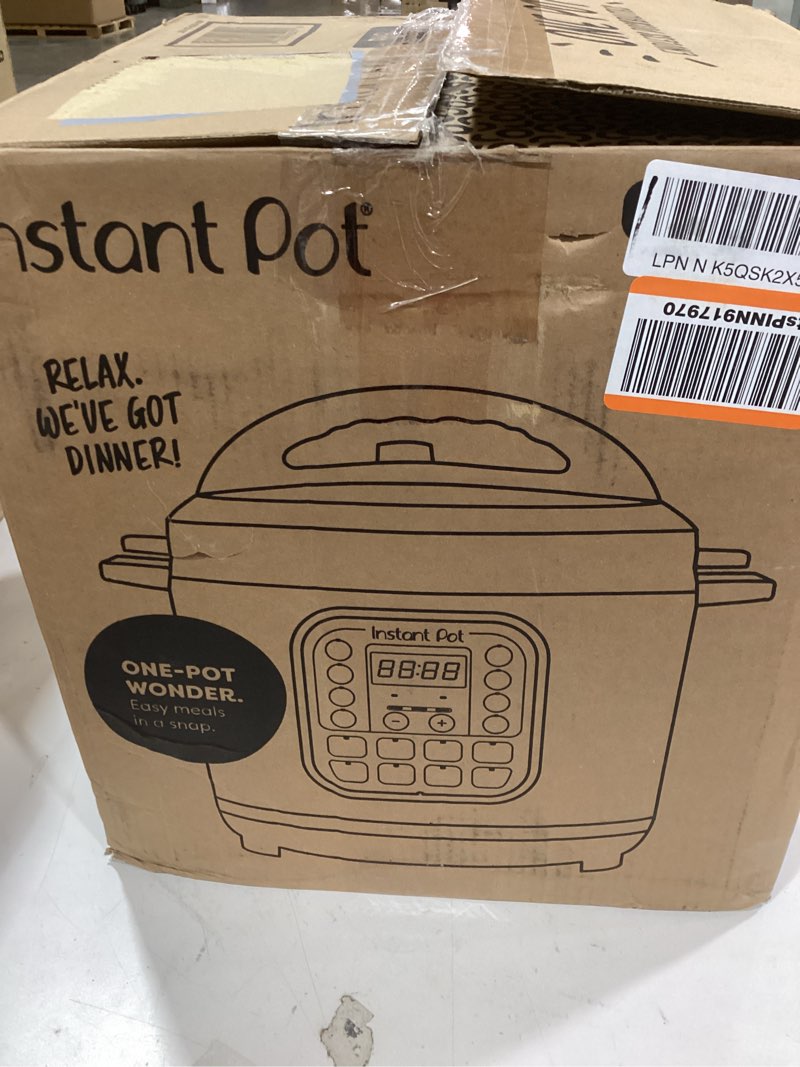 nstant Pot®
LPN N K5QSK2X5
sPINN917970
RELAX.
WE'VE GOT
DINNER!
Instant Pot
88:88
ONE-POT
WONDER.
Easy meals
in a snap.